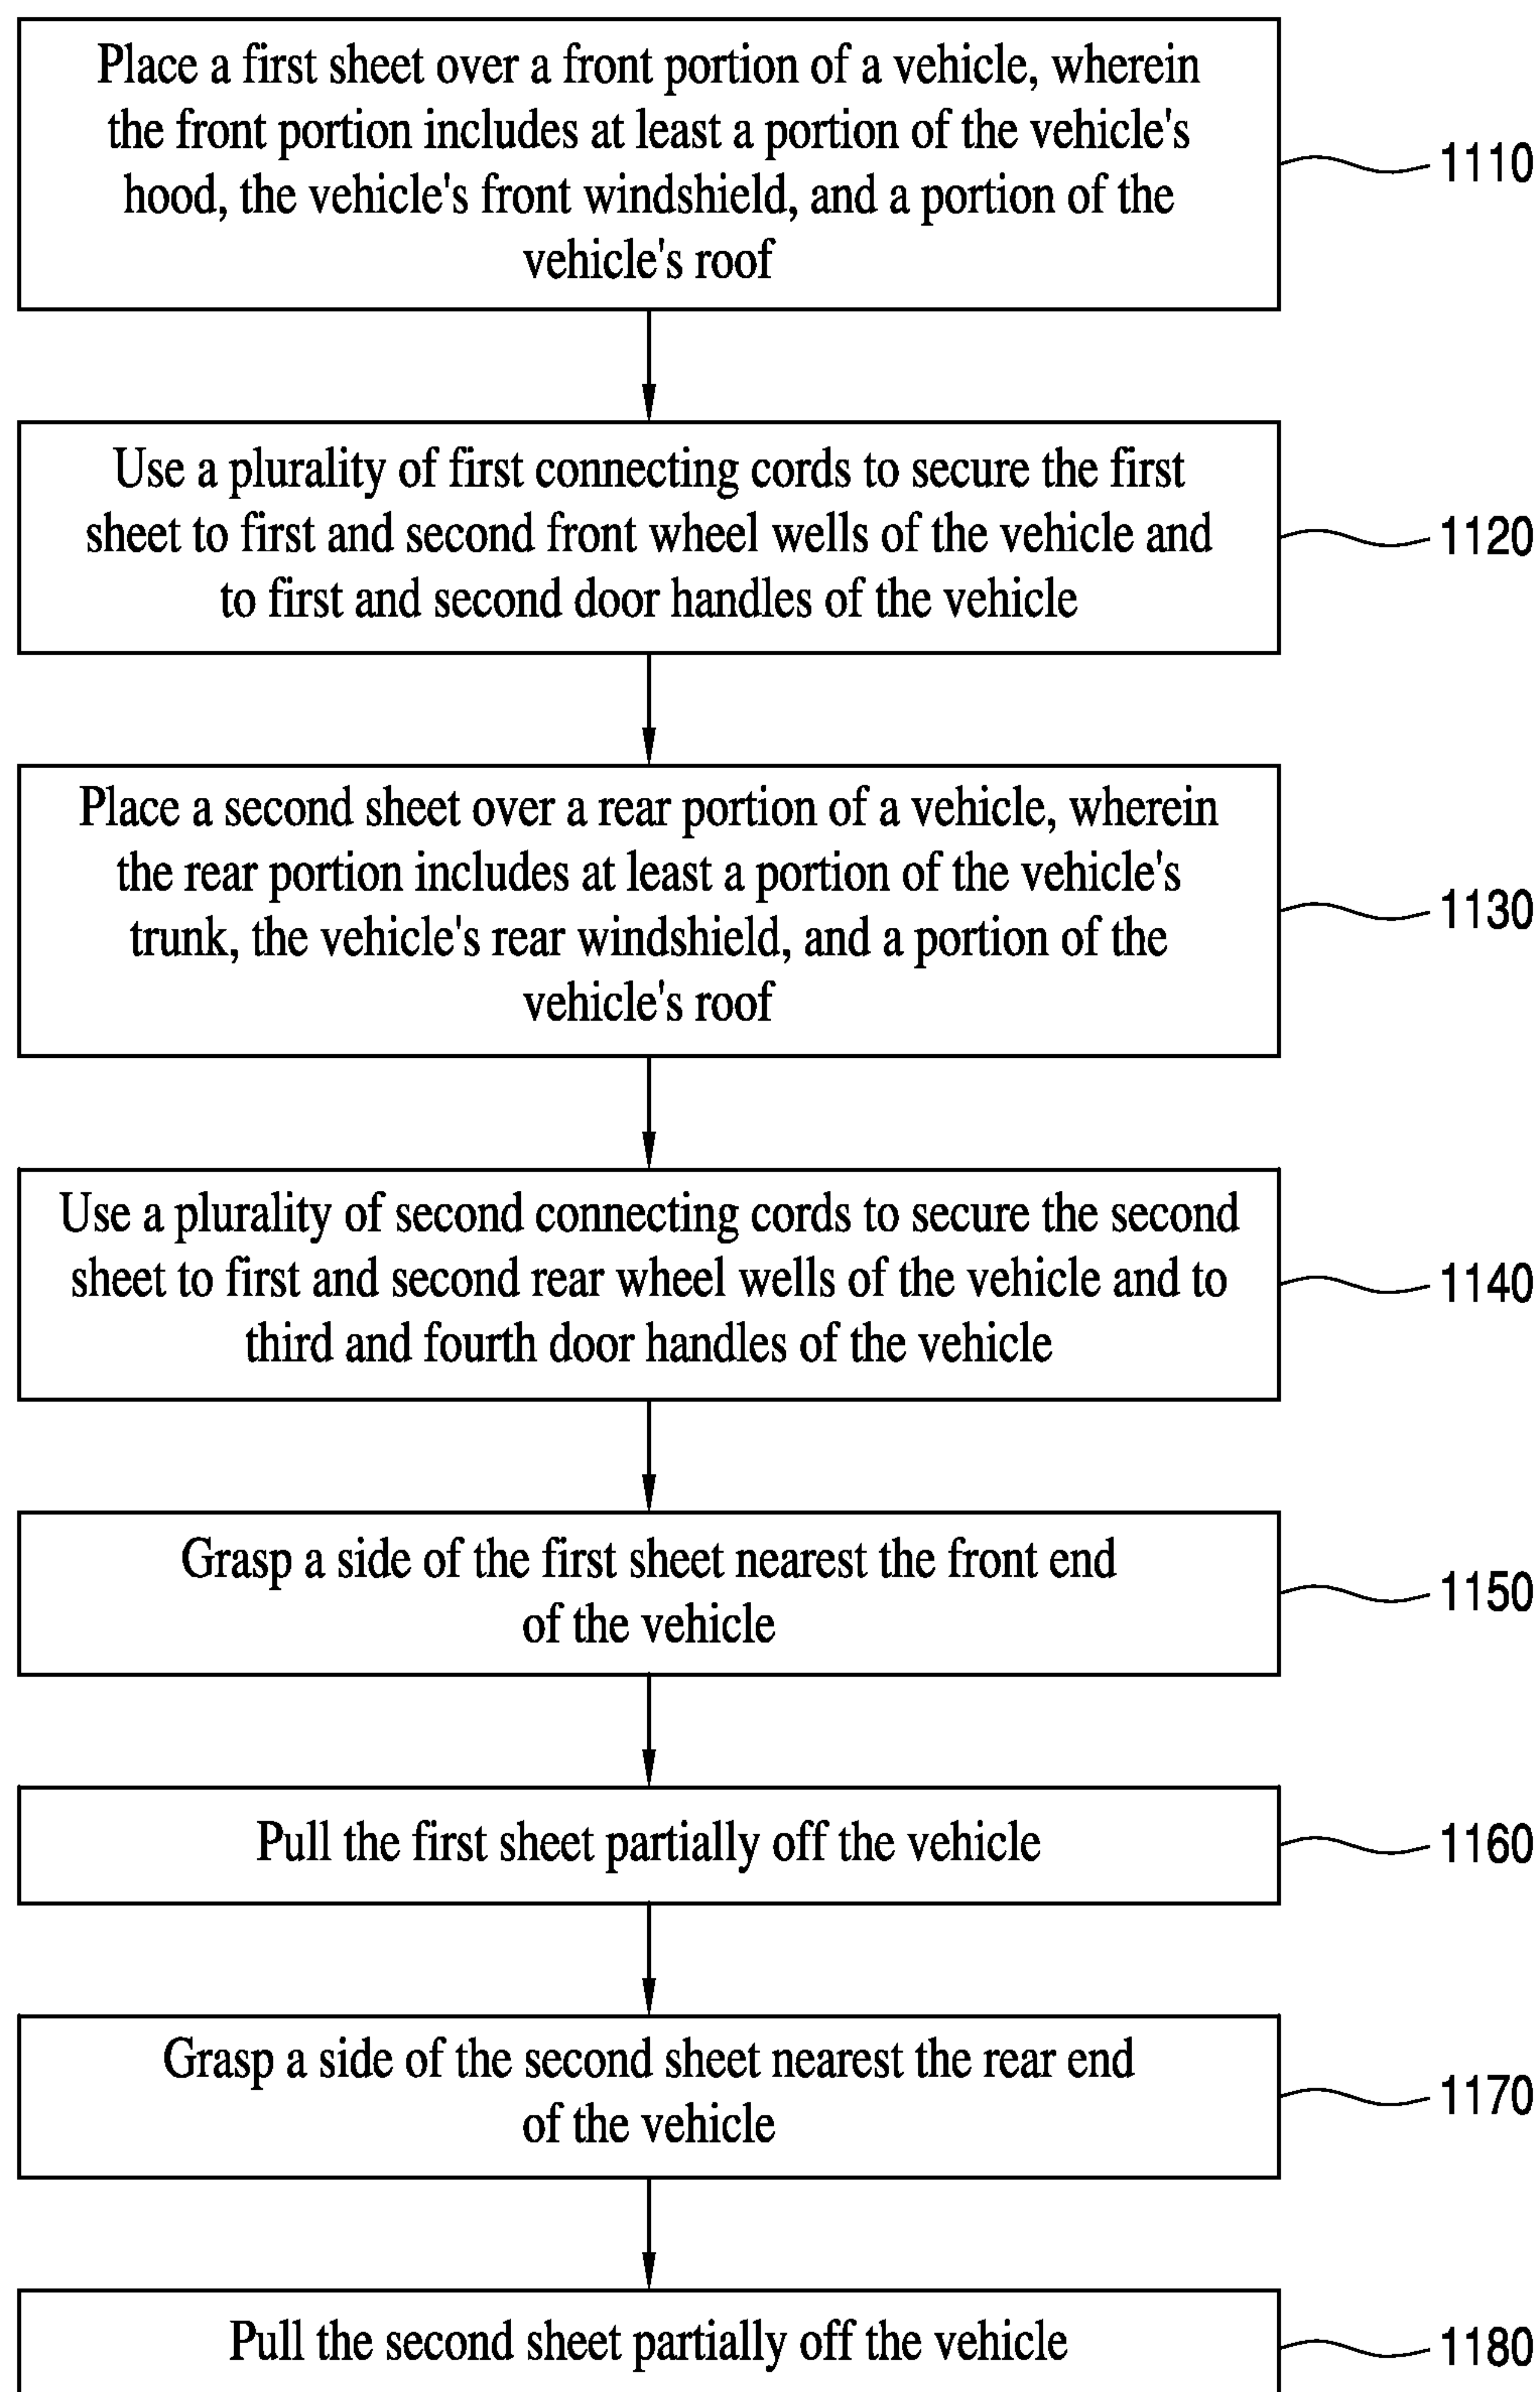 Place a first sheet over a front portion of a vehicle, wherein
the front portion includes at least a portion of the vehicle's
hood, the vehicle's front windshield, and a portion of the
vehicle's roof
1110
Use a plurality of first connecting cords to secure the first
sheet to first and second front wheel wells of the vehicle and
to first and second door handles of the vehicle
1120
Place a second sheet over a rear portion of a vehicle, wherein
the rear portion includes at least a portion of the vehicle's
trunk, the vehicle's rear windshield, and a portion of the
vehicle's roof
1130
Use a plurality of second connecting cords to secure the second
sheet to first and second rear wheel wells of the vehicle and to
third and fourth door handles of the vehicle
1140
Grasp a side of the first sheet nearest the front end
of the vehicle
1150
Pull the first sheet partially off the vehicle
1160
Grasp a side of the second sheet nearest the rear end
of the vehicle
1170
Pull the second sheet partially off the vehicle
1180